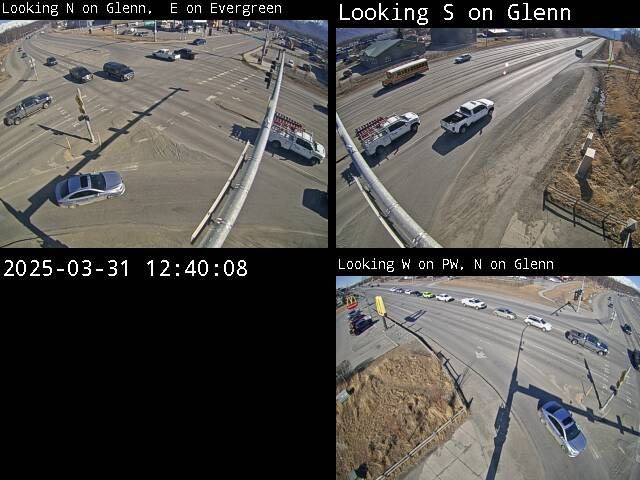 Looking N on Glenn,  E on Evergreen
Looking S on Glenn
2025-03-31 12:40:08
Looking W on PW, N on Glenn